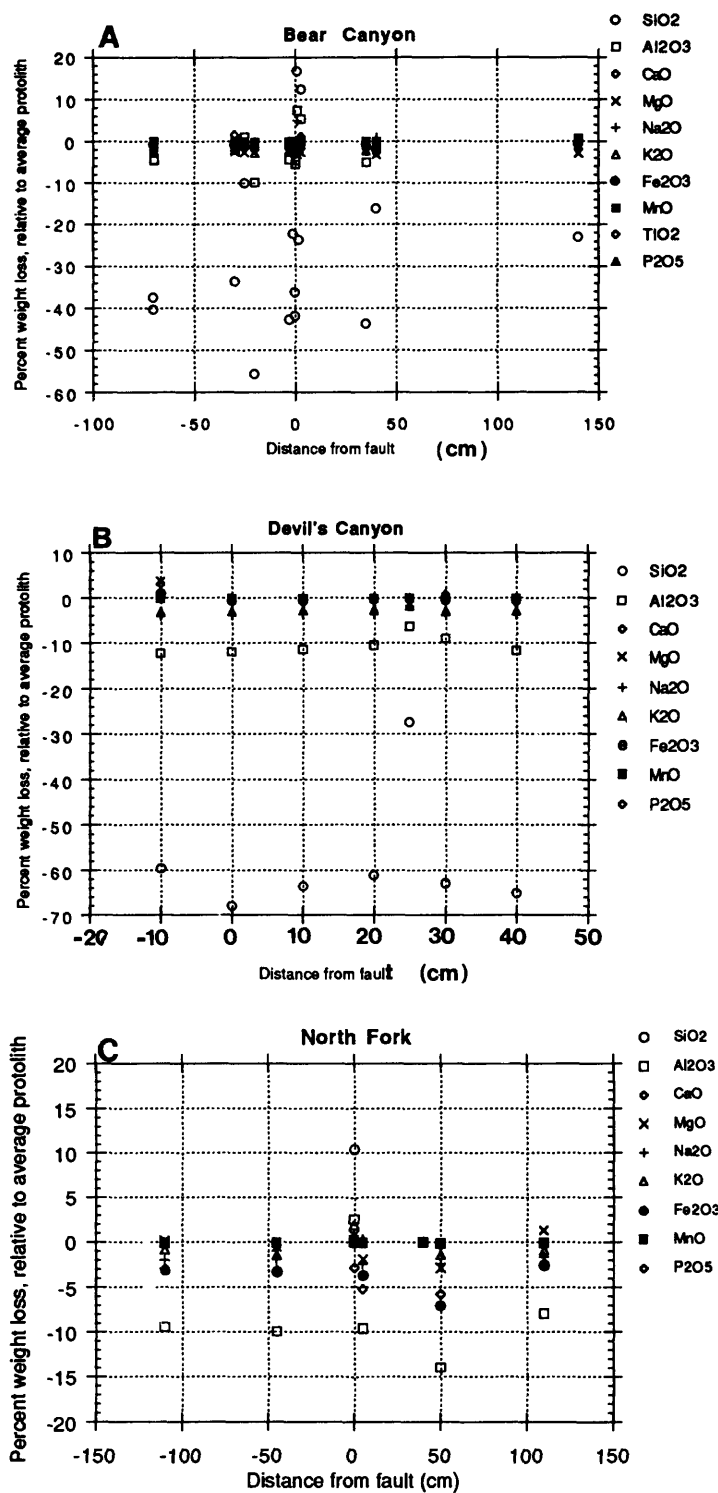 A
Bear Canyon
Percent weight loss, relative to average protolith
20
10
0
-10
-20
-30
-40
-50
-60
-100
-50
0
50
100
150
Distance from fault (cm)
SiO2
Al2O3
CaO
MgO
Na2O
K2O
Fe2O3
MnO
TiO2
P2O5
B
Devil's Canyon
Percent weight loss, relative to average protolith
10
0
-10
-20
-30
-40
-50
-60
-70
-20
-10
0
10
20
30
40
50
Distance from fault (cm)
SiO2
Al2O3
CaO
MgO
Na2O
K2O
Fe2O3
MnO
P2O5
C
North Fork
Percent weight loss, relative to average protolith
20
15
10
5
0
-5
-10
-15
-20
-150
-100
-50
0
50
100
150
Distance from fault (cm)
SiO2
Al2O3
CaO
MgO
Na2O
K2O
Fe2O3
MnO
P2O5